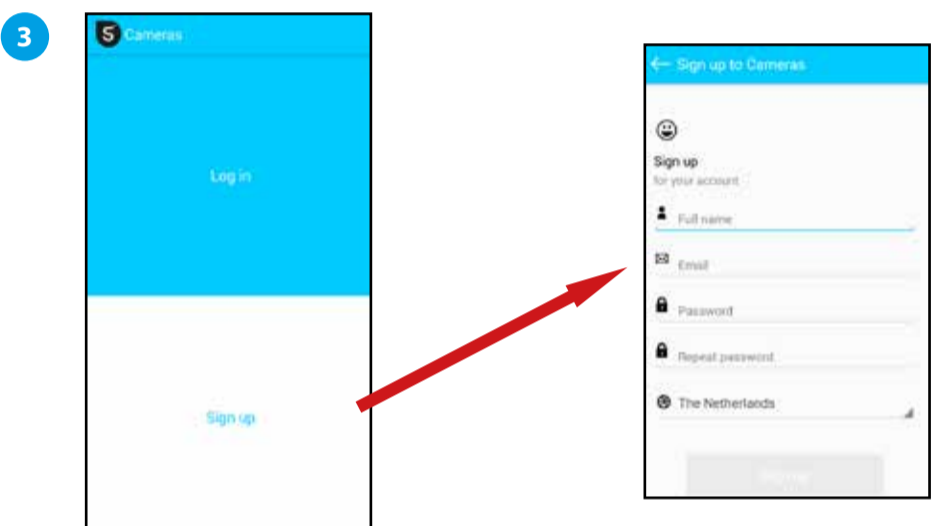 3
5 Cameras
Log in
Sign up
← Sign up to Cameras
Sign up
for your account
Full name
Email
Password
Repeat password
The Netherlands